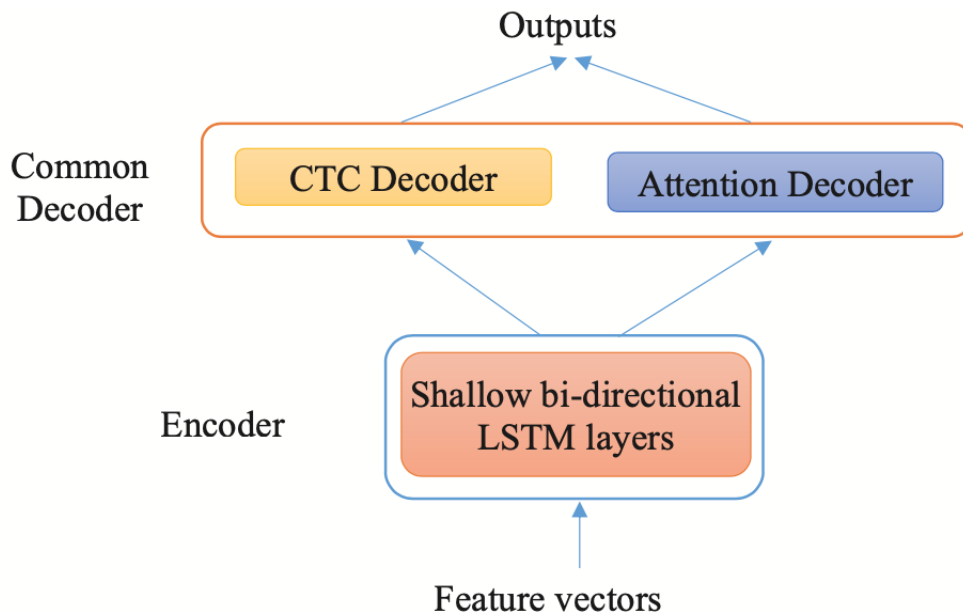 Outputs
Common
Decoder
CTC Decoder
Attention Decoder
Encoder
Shallow bi-directional
LSTM layers
Feature vectors